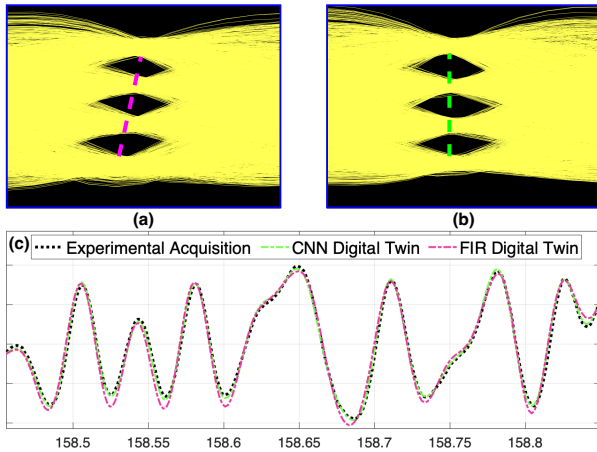 (a) (b)
(c) Experimental Acquisition CNN Digital Twin FIR Digital Twin
158.5 158.55 158.6 158.65 158.7 158.75 158.8